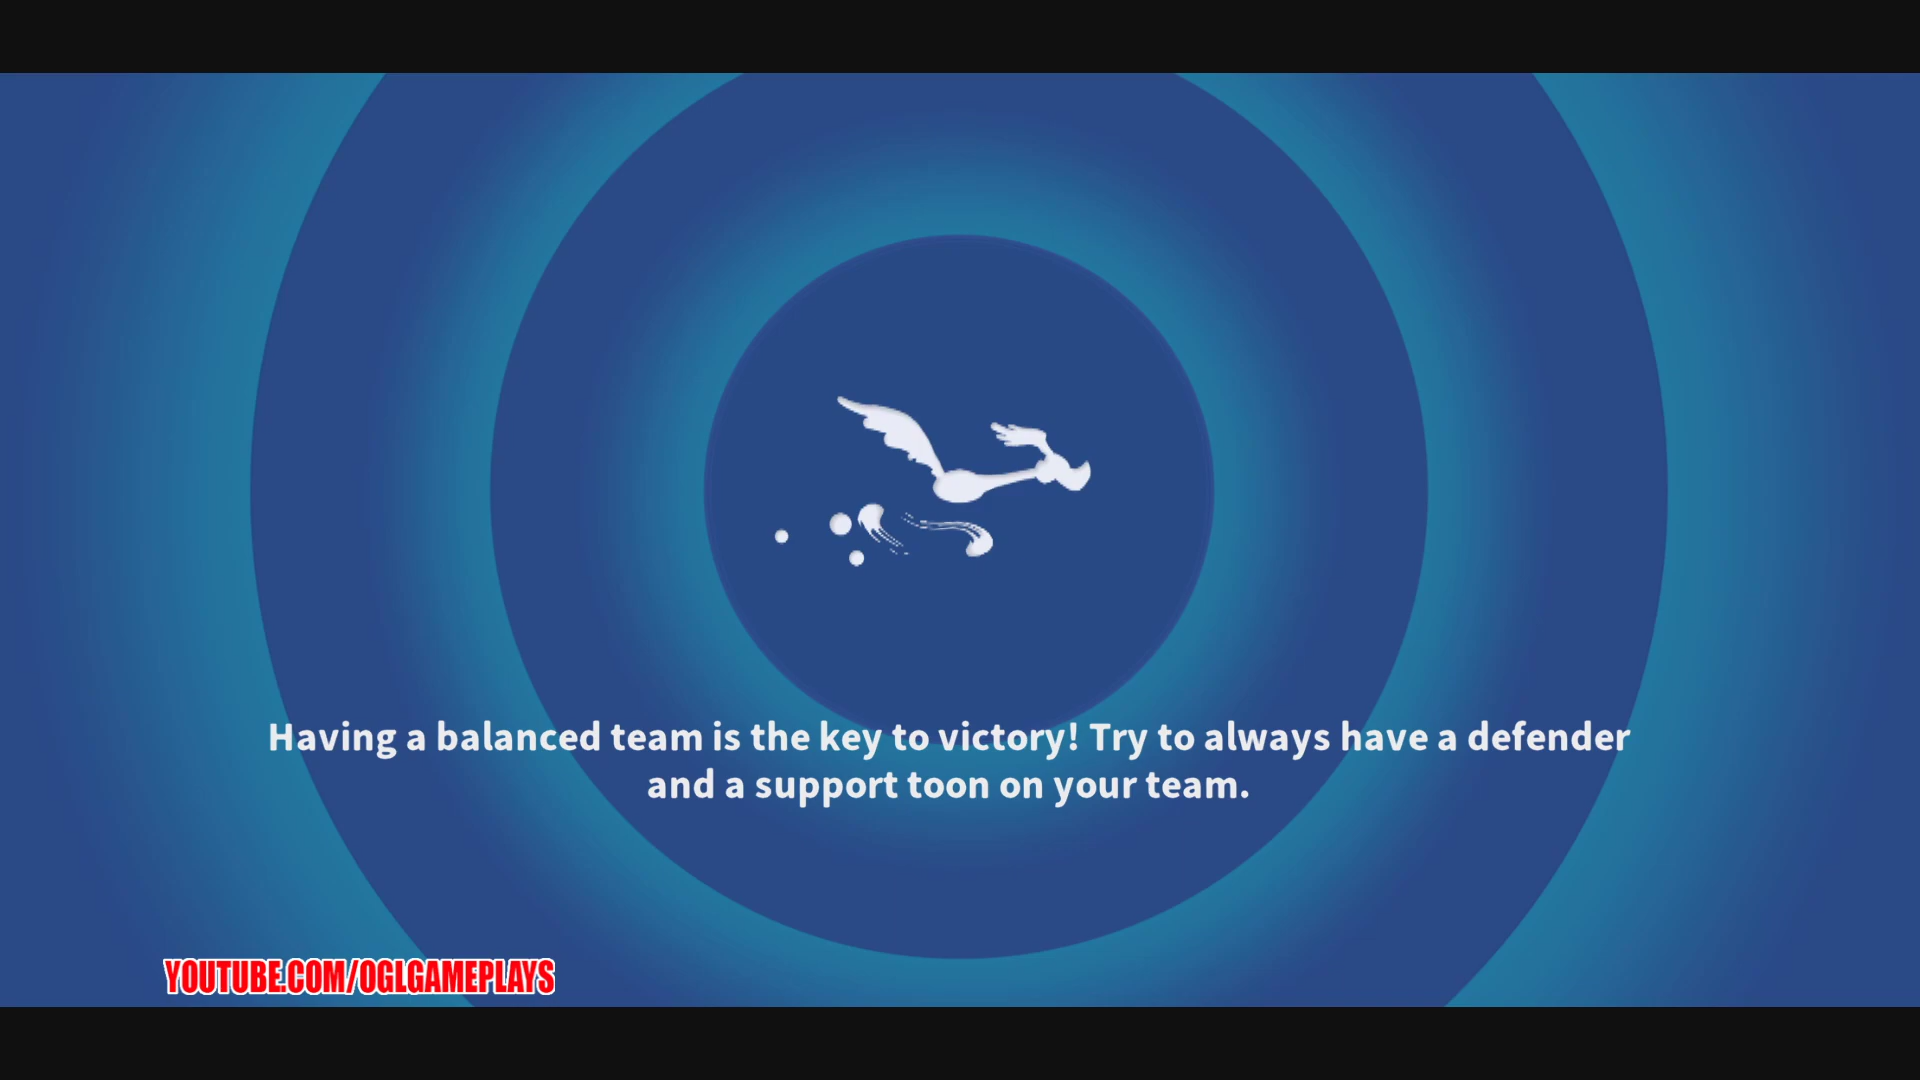 Having a balanced team is the key to victory! Try to always have a defender
and a support toon on your team.
YOUTUBE.COM/OGLGAMEPLAYS